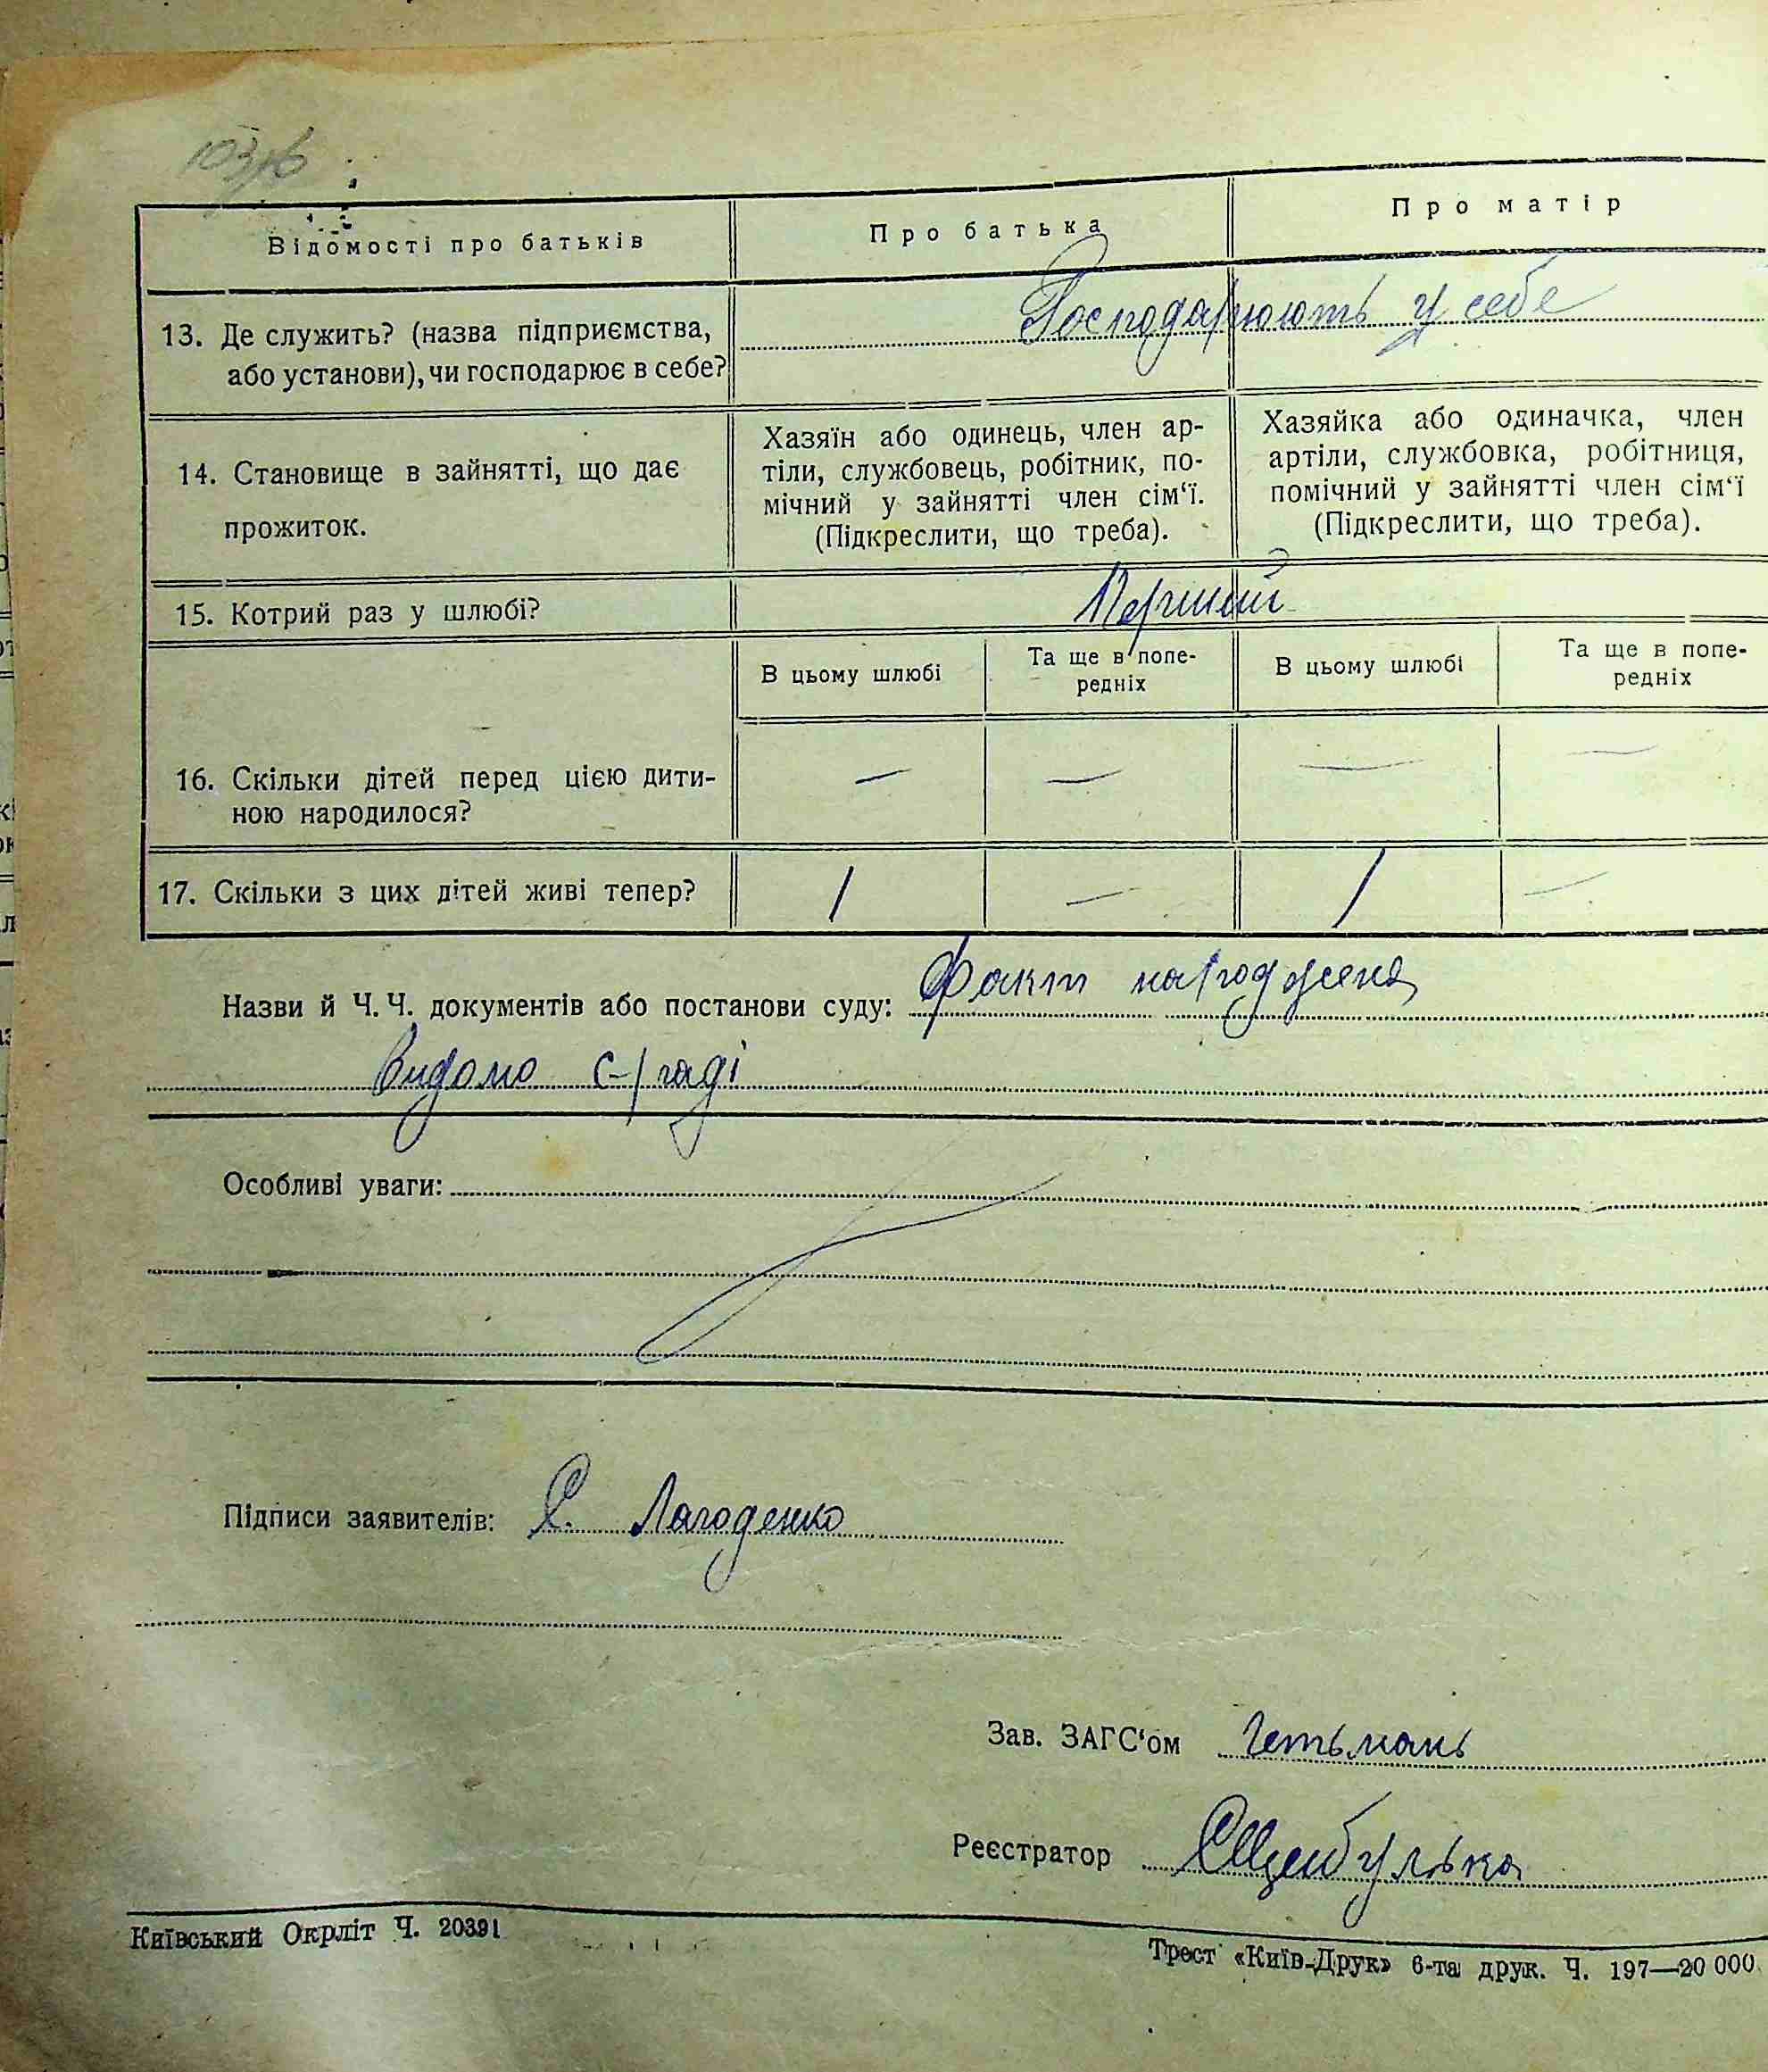 103/16
Відомості про батьків
Про батька
Про матір
13. Де служить? (назва підприємства,
або установи), чи господарює в себе?
Господарюють у себе
14. Становище в зайнятті, що дає
прожиток.
Хазяїн або одинець, член ар-
тіли, службовець, робітник, по-
мічний у зайнятті член сім‘ї.
(Підкреслити, що треба).
Хазяйка або одиначка, член
артіли, службовка, робітниця,
помічний у зайнятті член сім‘ї
(Підкреслити, що треба).
15. Котрий раз у шлюбі?
Перший
В цьому шлюбі
Та ще в попе-
редніх
В цьому шлюбі
Та ще в попе-
редніх
16. Скільки дітей перед цією дити-
ною народилося?
— — — —
17. Скільки з цих дітей живі тепер?
1 — 1 —
Назви й Ч. Ч. документів або постанови суду: Факт народжена
видомо с-/раді
Особливі уваги:
Підписи заявителів: Х. Лагоденко
Зав. ЗАГС‘ом Гетьмань
Реєстратор
Київський Окрліт Ч. 20391
Трест «Київ-Друк» 6-та друк. Ч. 197—20 000